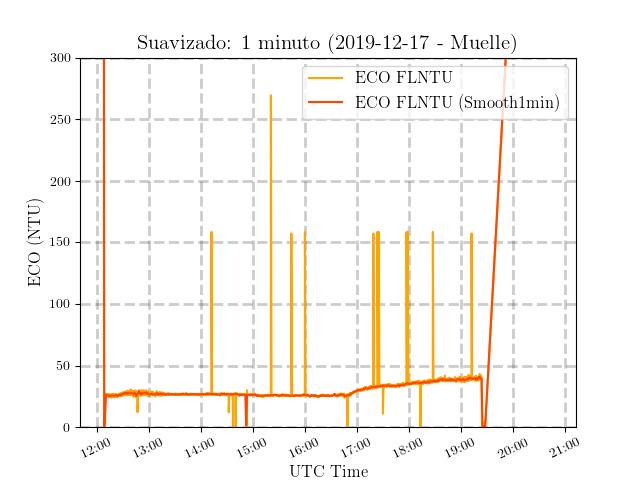 Suavizado: 1 minuto (2019-12-17 - Muelle)
ECO FLNTU
ECO FLNTU (Smooth1min)
ECO (NTU)
300
250
200
150
100
50
0
12:00 13:00 14:00 15:00 16:00 17:00 18:00 19:00 20:00 21:00
UTC Time